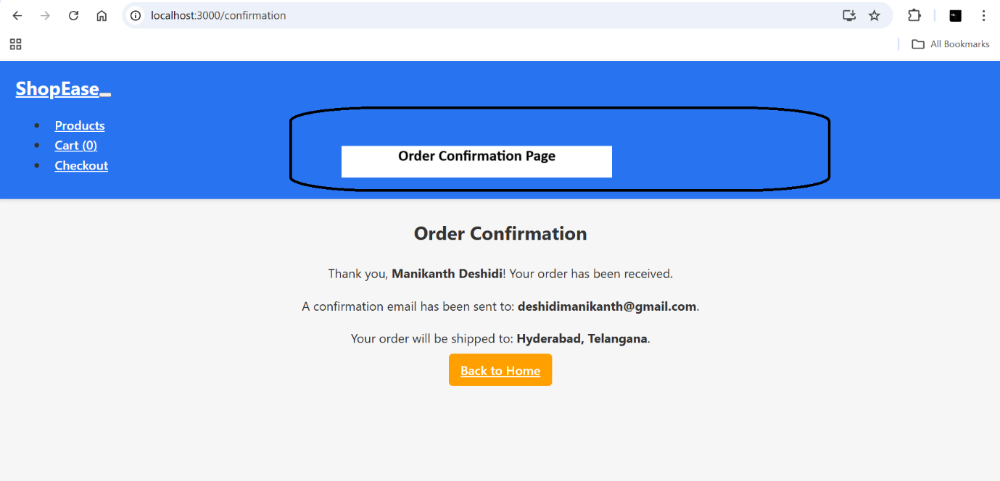 localhost:3000/confirmation
All Bookmarks
ShopEase
Products
Cart (0)
Checkout
Order Confirmation Page
Order Confirmation
Thank you, Manikanth Deshidi! Your order has been received.
A confirmation email has been sent to: deshidimanikanth@gmail.com.
Your order will be shipped to: Hyderabad, Telangana.
Back to Home